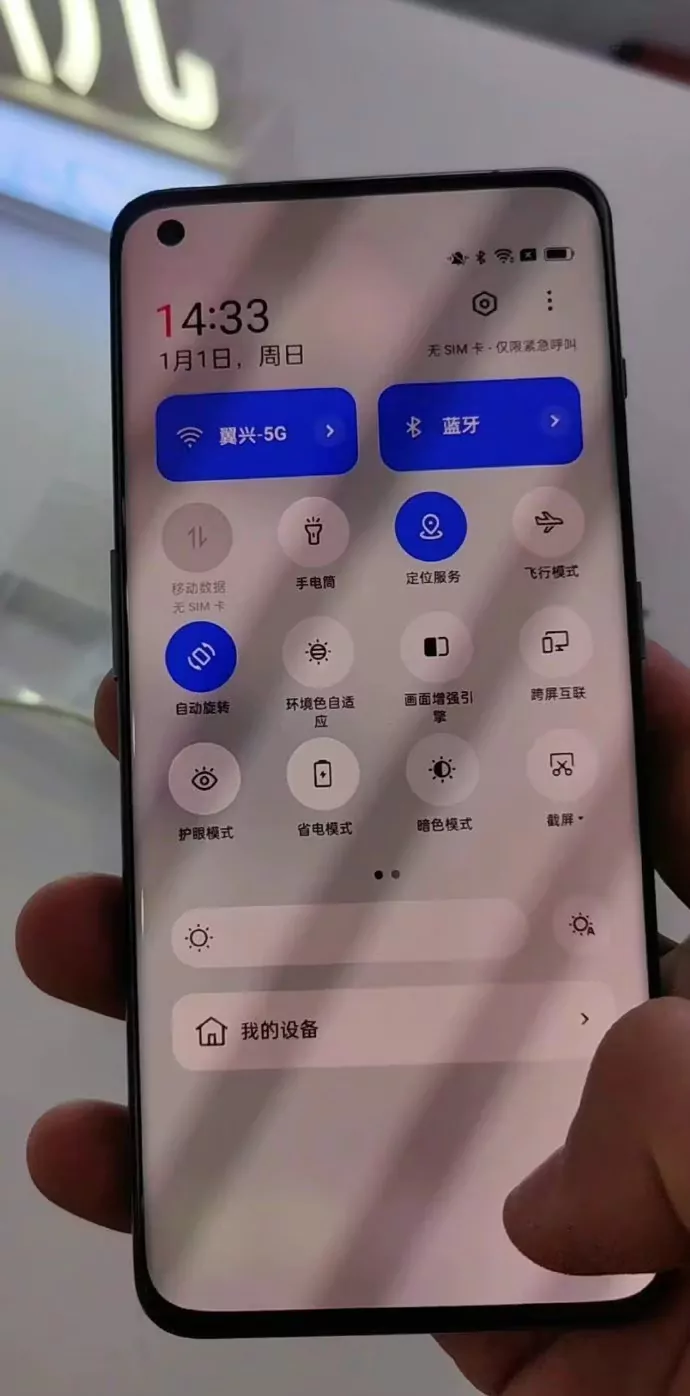 14:33
1月1日，周日
无 SIM 卡 - 仅限紧急呼叫
翼兴-5G
蓝牙
移动数据
无 SIM 卡
手电筒
定位服务
飞行模式
自动旋转
环境色自适
应
画面增强引
擎
跨屏互联
护眼模式
省电模式
暗色模式
截屏
A
我的设备